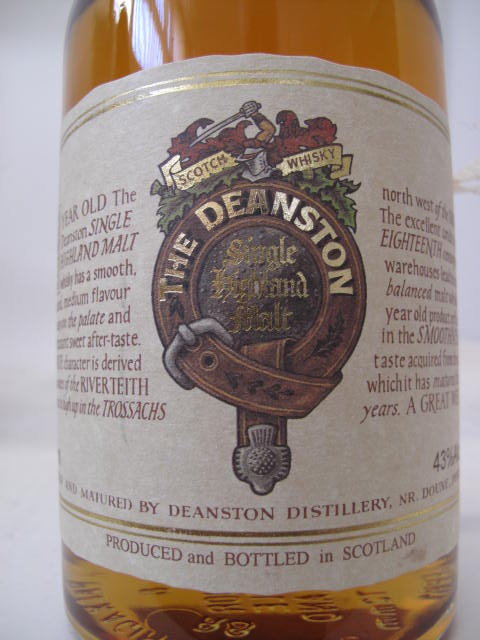 SCOTCH WHISKY
THE DEANSTON
Single
Highland
Malt
YEAR OLD The
Deanston SINGLE
HIGHLAND MALT
whisky has a smooth,
medium flavour
on the palate and
sweet after-taste.
character is derived
of the RIVER TEITH
in the TROSSACHS
north west of the
The excellent
EIGHTEENTH
warehouses
balanced malt
year old product
in the SMOOTH
taste acquired from
which it has matured
years. A GREAT
43%
AND MATURED BY DEANSTON DISTILLERY, NR. DOUNE,
PRODUCED and BOTTLED in SCOTLAND